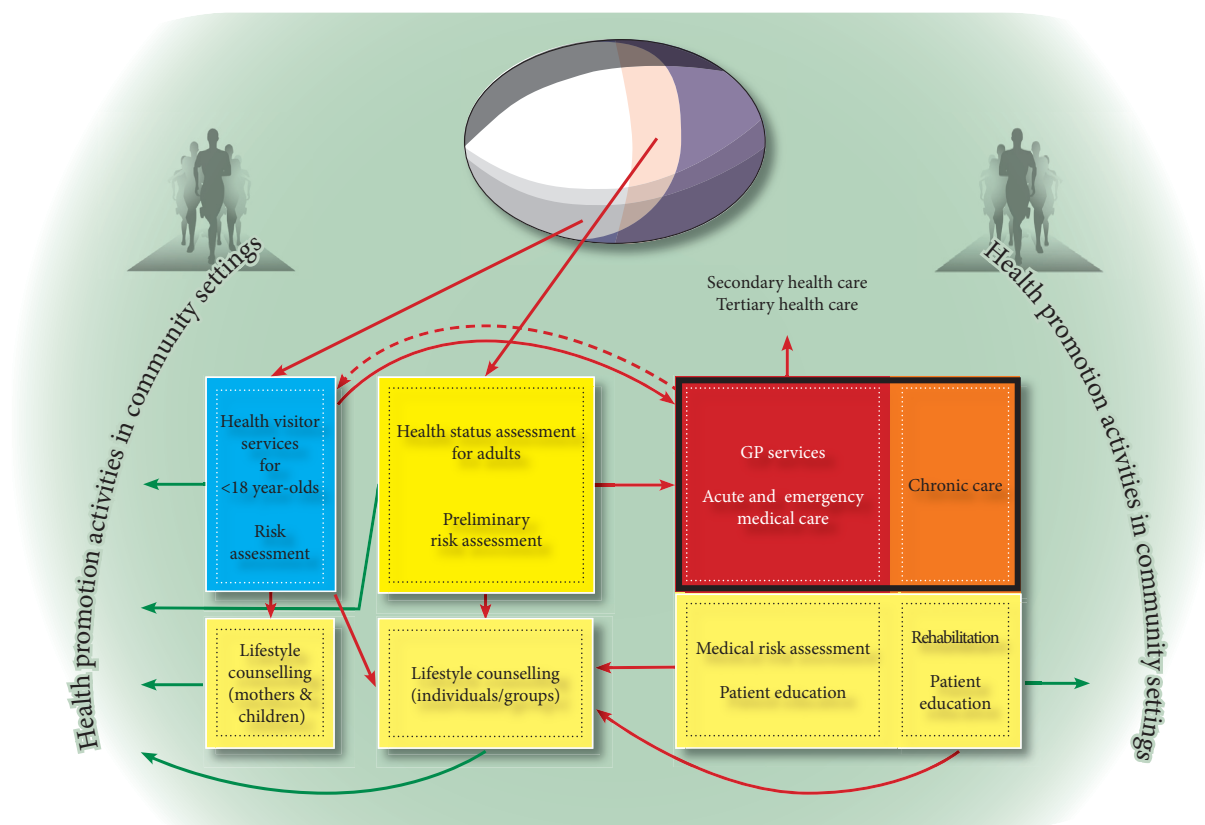 Health promotion activities in community settings
Health promotion activities in community settings
Secondary health care
Tertiary health care
Health visitor
services
for
<18 year-olds
Risk
assessment
Health status assessment
for adults
Preliminary
risk assessment
GP services
Acute and emergency
medical care
Chronic care
Lifestyle
counselling
(mothers &
children)
Lifestyle counselling
(individuals/groups)
Medical risk assessment
Patient education
Rehabilitation
Patient
education